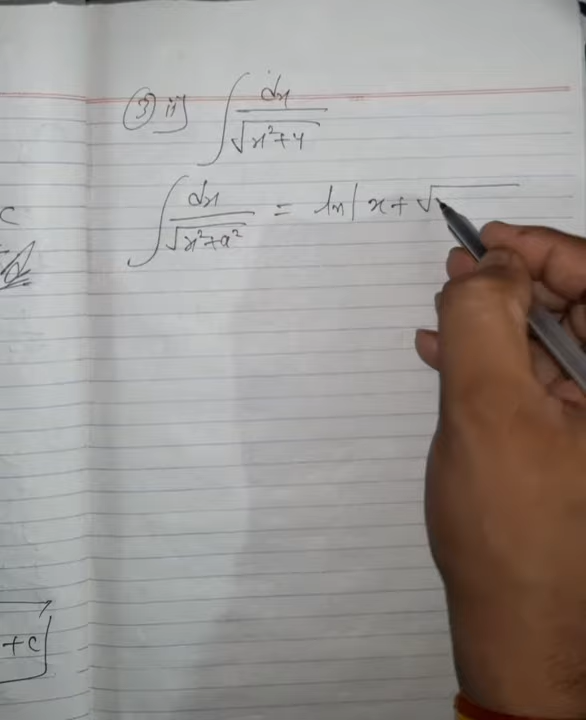 ③ ii] ∫ dx / √(x²+4)
∫ dx / √(x²+a²) = ln| x + √
C
+c